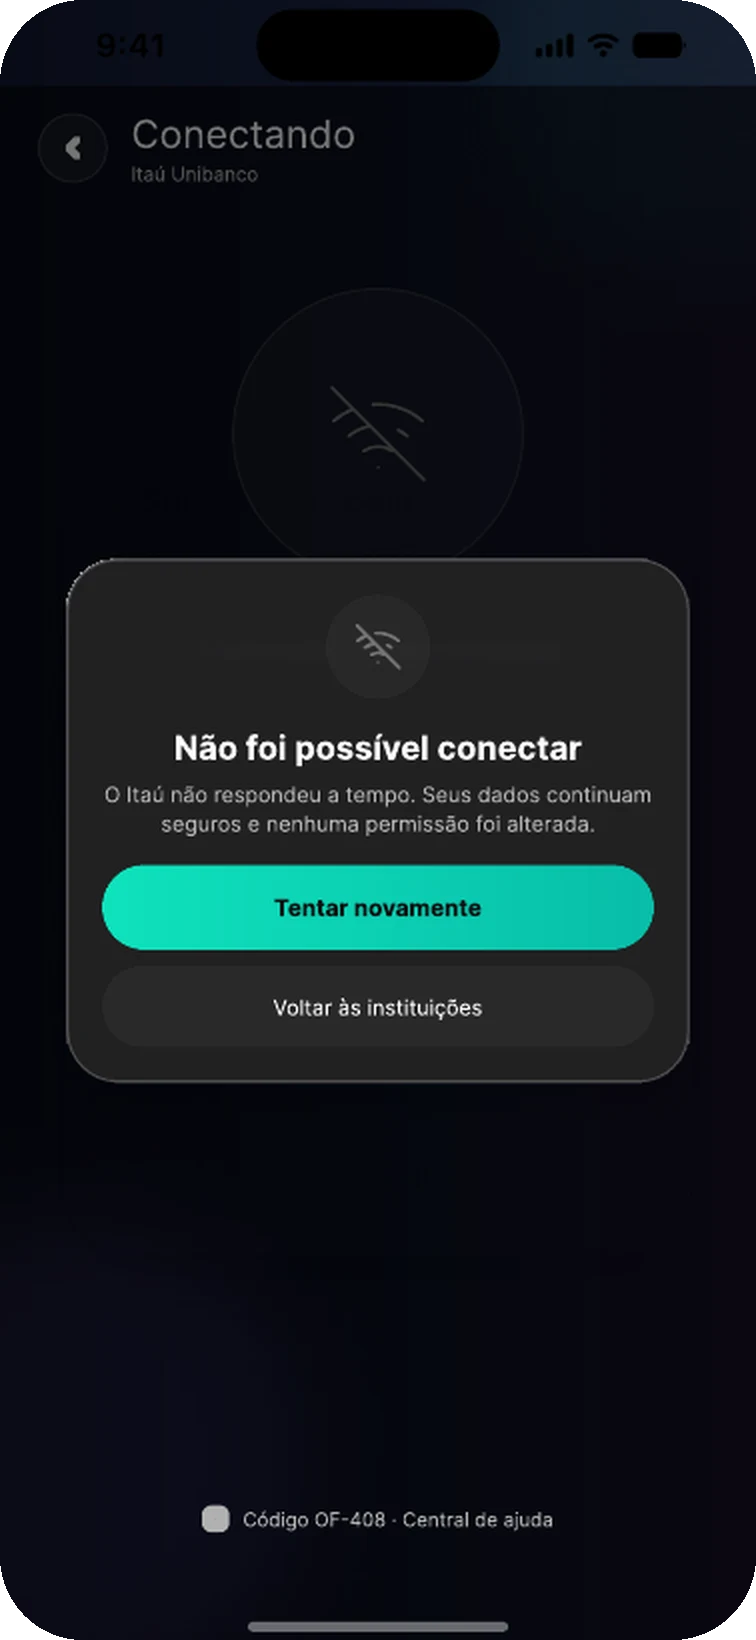 9:41
Conectando
Itaú Unibanco
Não foi possível conectar
O Itaú não respondeu a tempo. Seus dados continuam
seguros e nenhuma permissão foi alterada.
Tentar novamente
Voltar às instituições
Código OF-408 · Central de ajuda